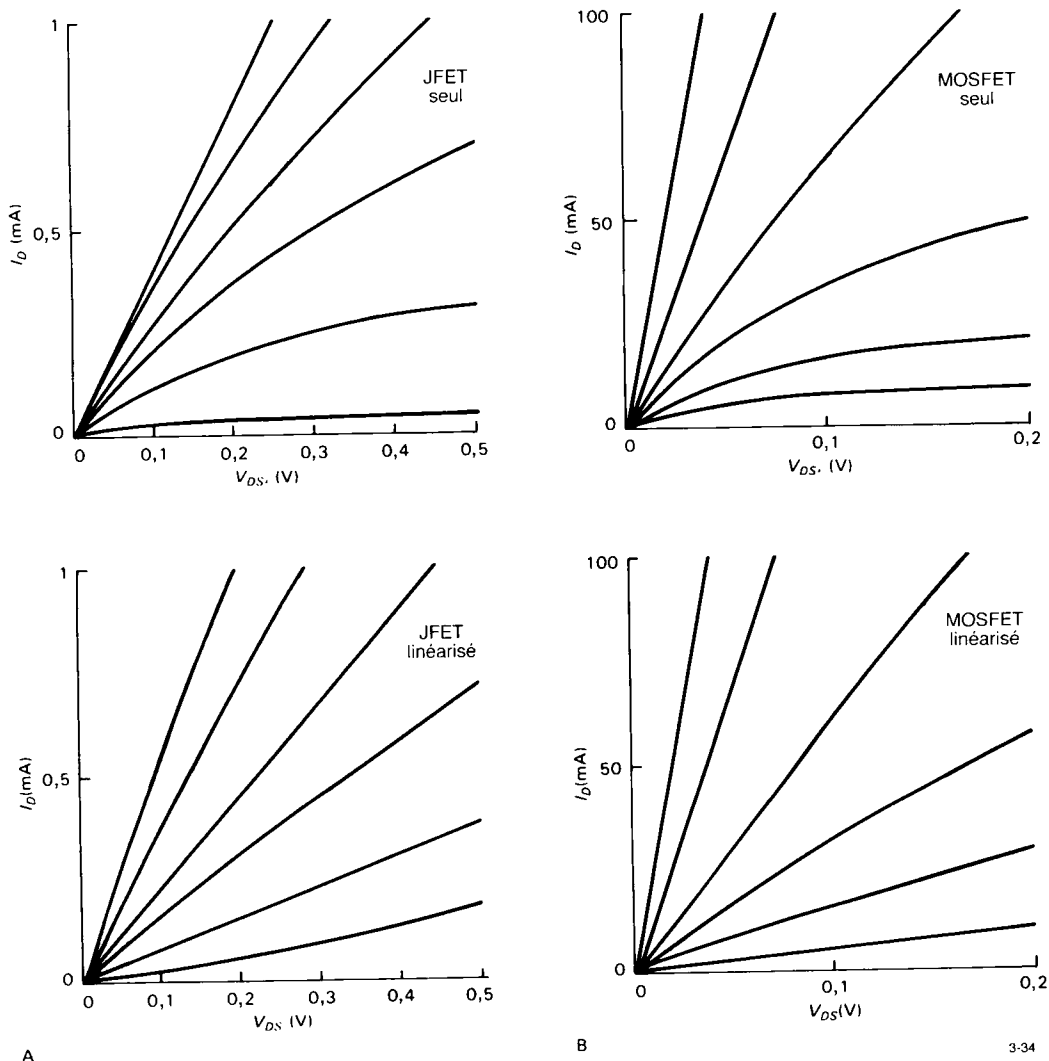 1
JFET
seul
0,5
I_D (mA)
0
0
0,1
0,2
0,3
0,4
0,5
V_DS. (V)
100
MOSFET
seul
50
I_D (mA)
0
0
0,1
0,2
V_DS. (V)
1
JFET
linéarisé
0,5
I_D(mA)
0
0
0,1
0,2
0,3
0,4
0,5
V_DS (V)
100
MOSFET
linéarisé
50
I_D(mA)
0
0
0,1
0,2
V_DS(V)
A
B
3-34